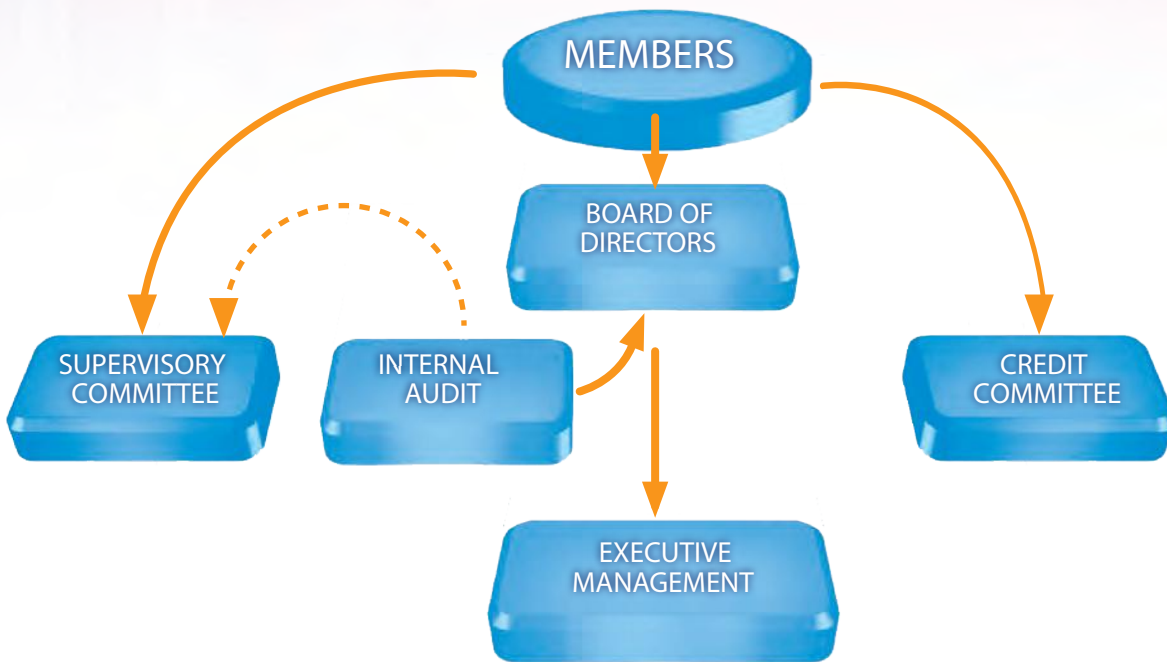 MEMBERS
BOARD OF
DIRECTORS
SUPERVISORY
COMMITTEE
INTERNAL
AUDIT
CREDIT
COMMITTEE
EXECUTIVE
MANAGEMENT